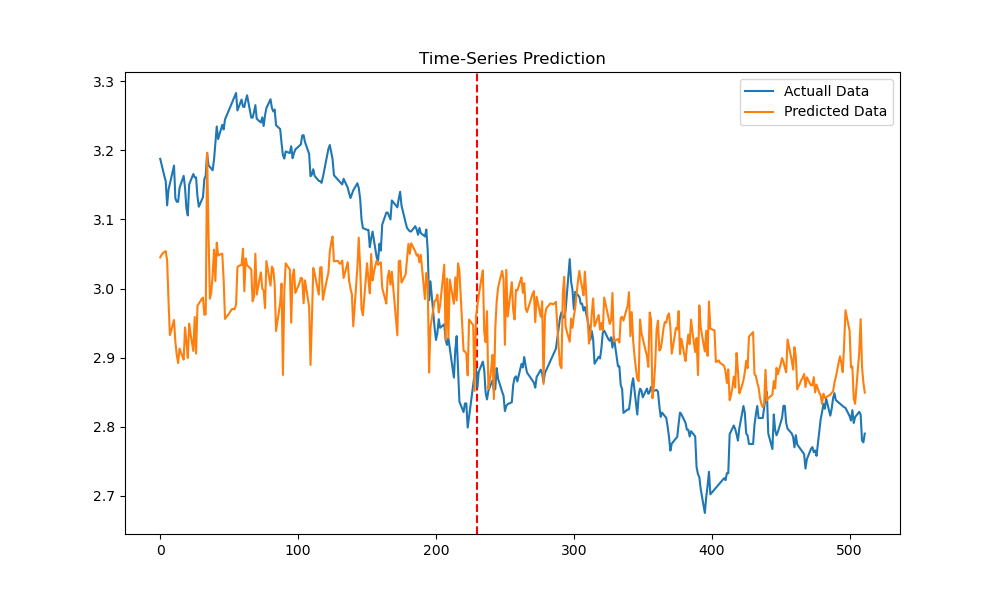 Time-Series Prediction
Actuall Data
Predicted Data
3.3
3.2
3.1
3.0
2.9
2.8
2.7
0 100 200 300 400 500